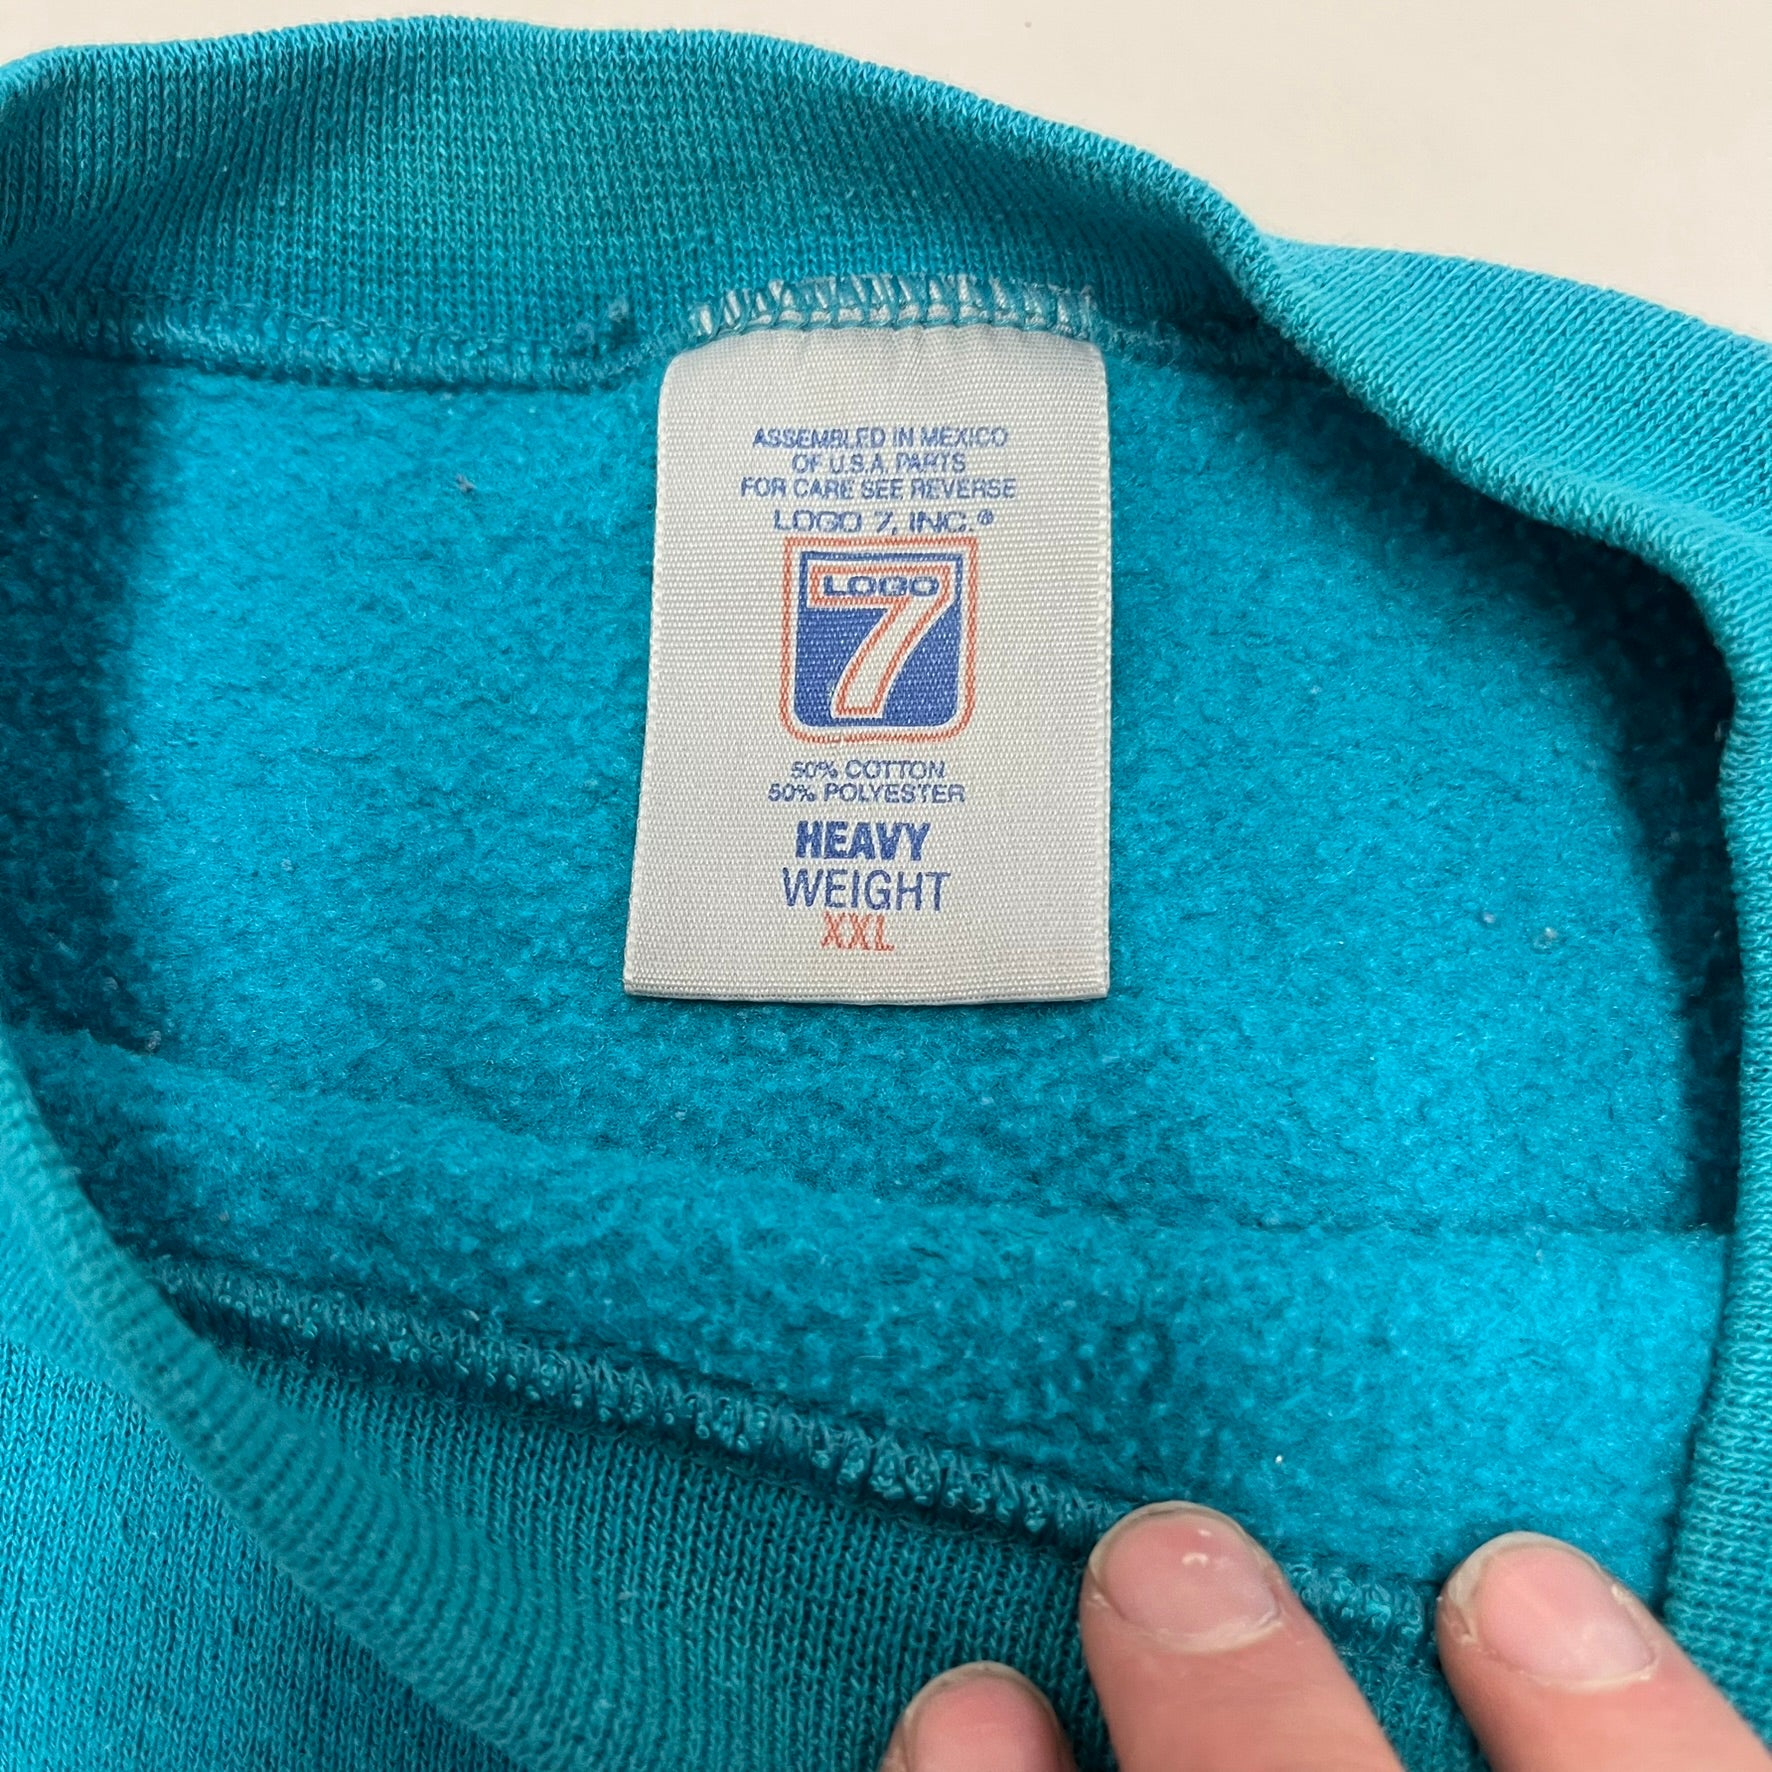 ASSEMBLED IN MEXICO
OF U.S.A. PARTS
FOR CARE SEE REVERSE
LOGO 7, INC.®
LOGO
7
50% COTTON
50% POLYESTER
HEAVY
WEIGHT
XXL